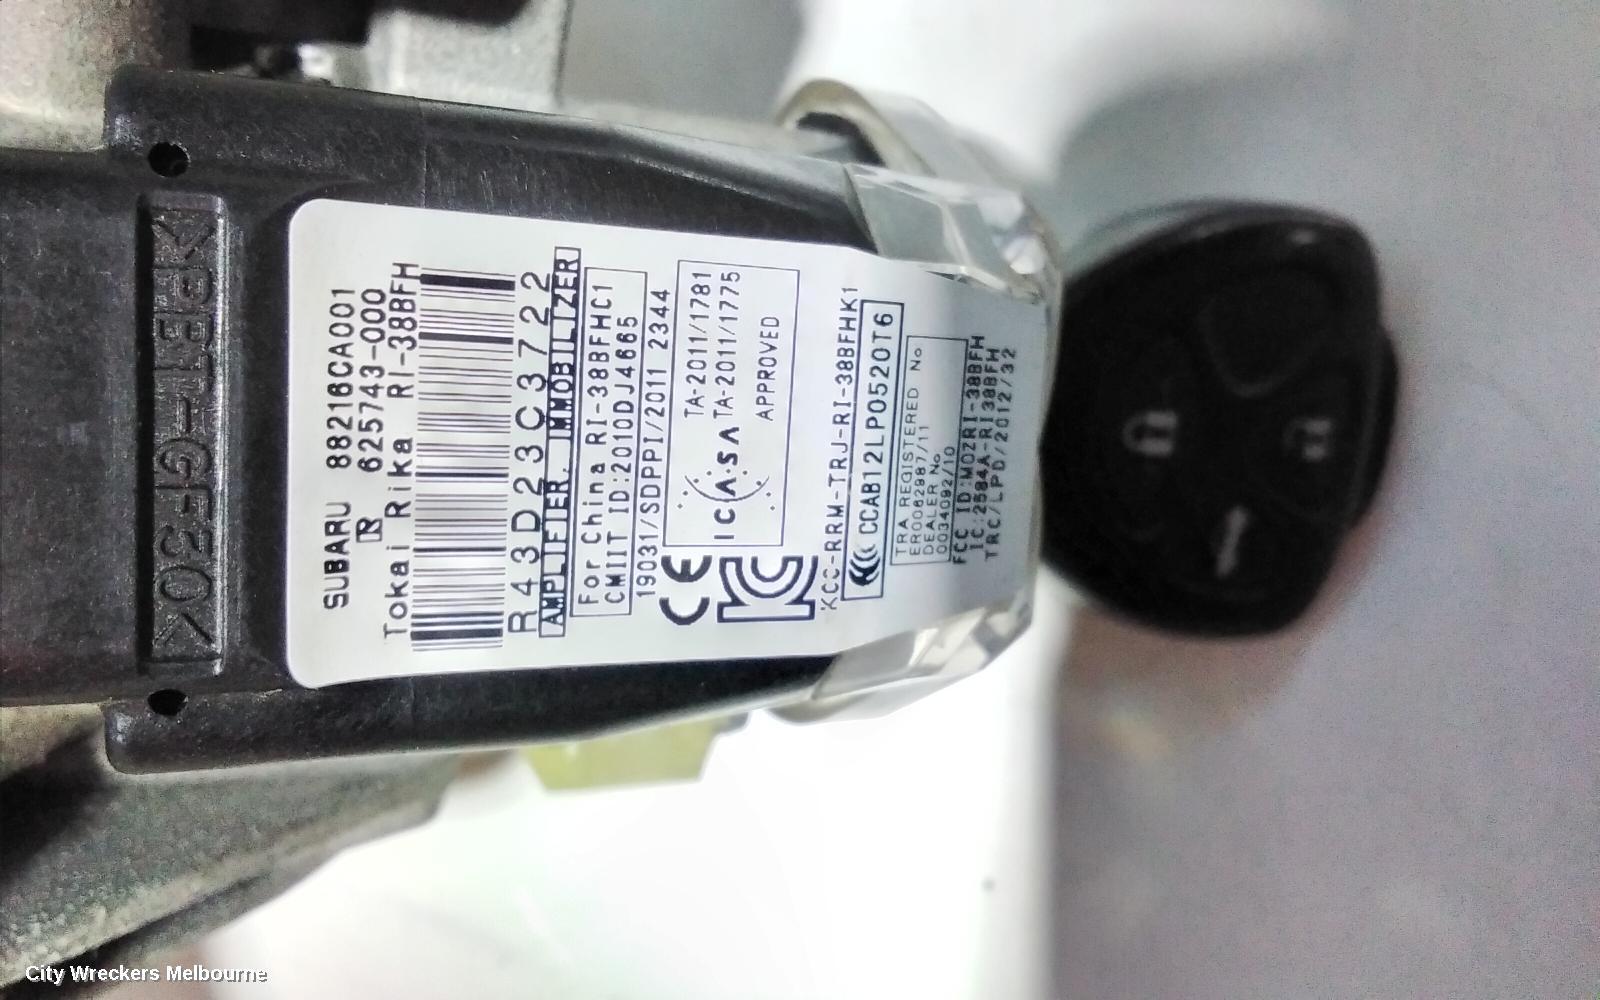 >PBT-GF30<
SUBARU 88216CA001
R 625743-000
Tokai Rika RI-38BFH
R43D23C3722
AMPLIFIER, IMMOBILIZER
For China RI-38BFHC1
CMIIT ID:2010DJ4665
19031/SDPPI/2011 2344
CE
ICASA
TA-2011/1781
TA-2011/1775
APPROVED
KCC-RRM-TRJ-RI-38BFHK1
CCAB12LP0520T6
TRA REGISTERED No
ER0062987/11
DEALER No
0034092/10
FCC ID:MOZRI-38BFH
IC:2584A-RI38BFH
TRC/LPD/2012/32
City Wreckers Melbourne